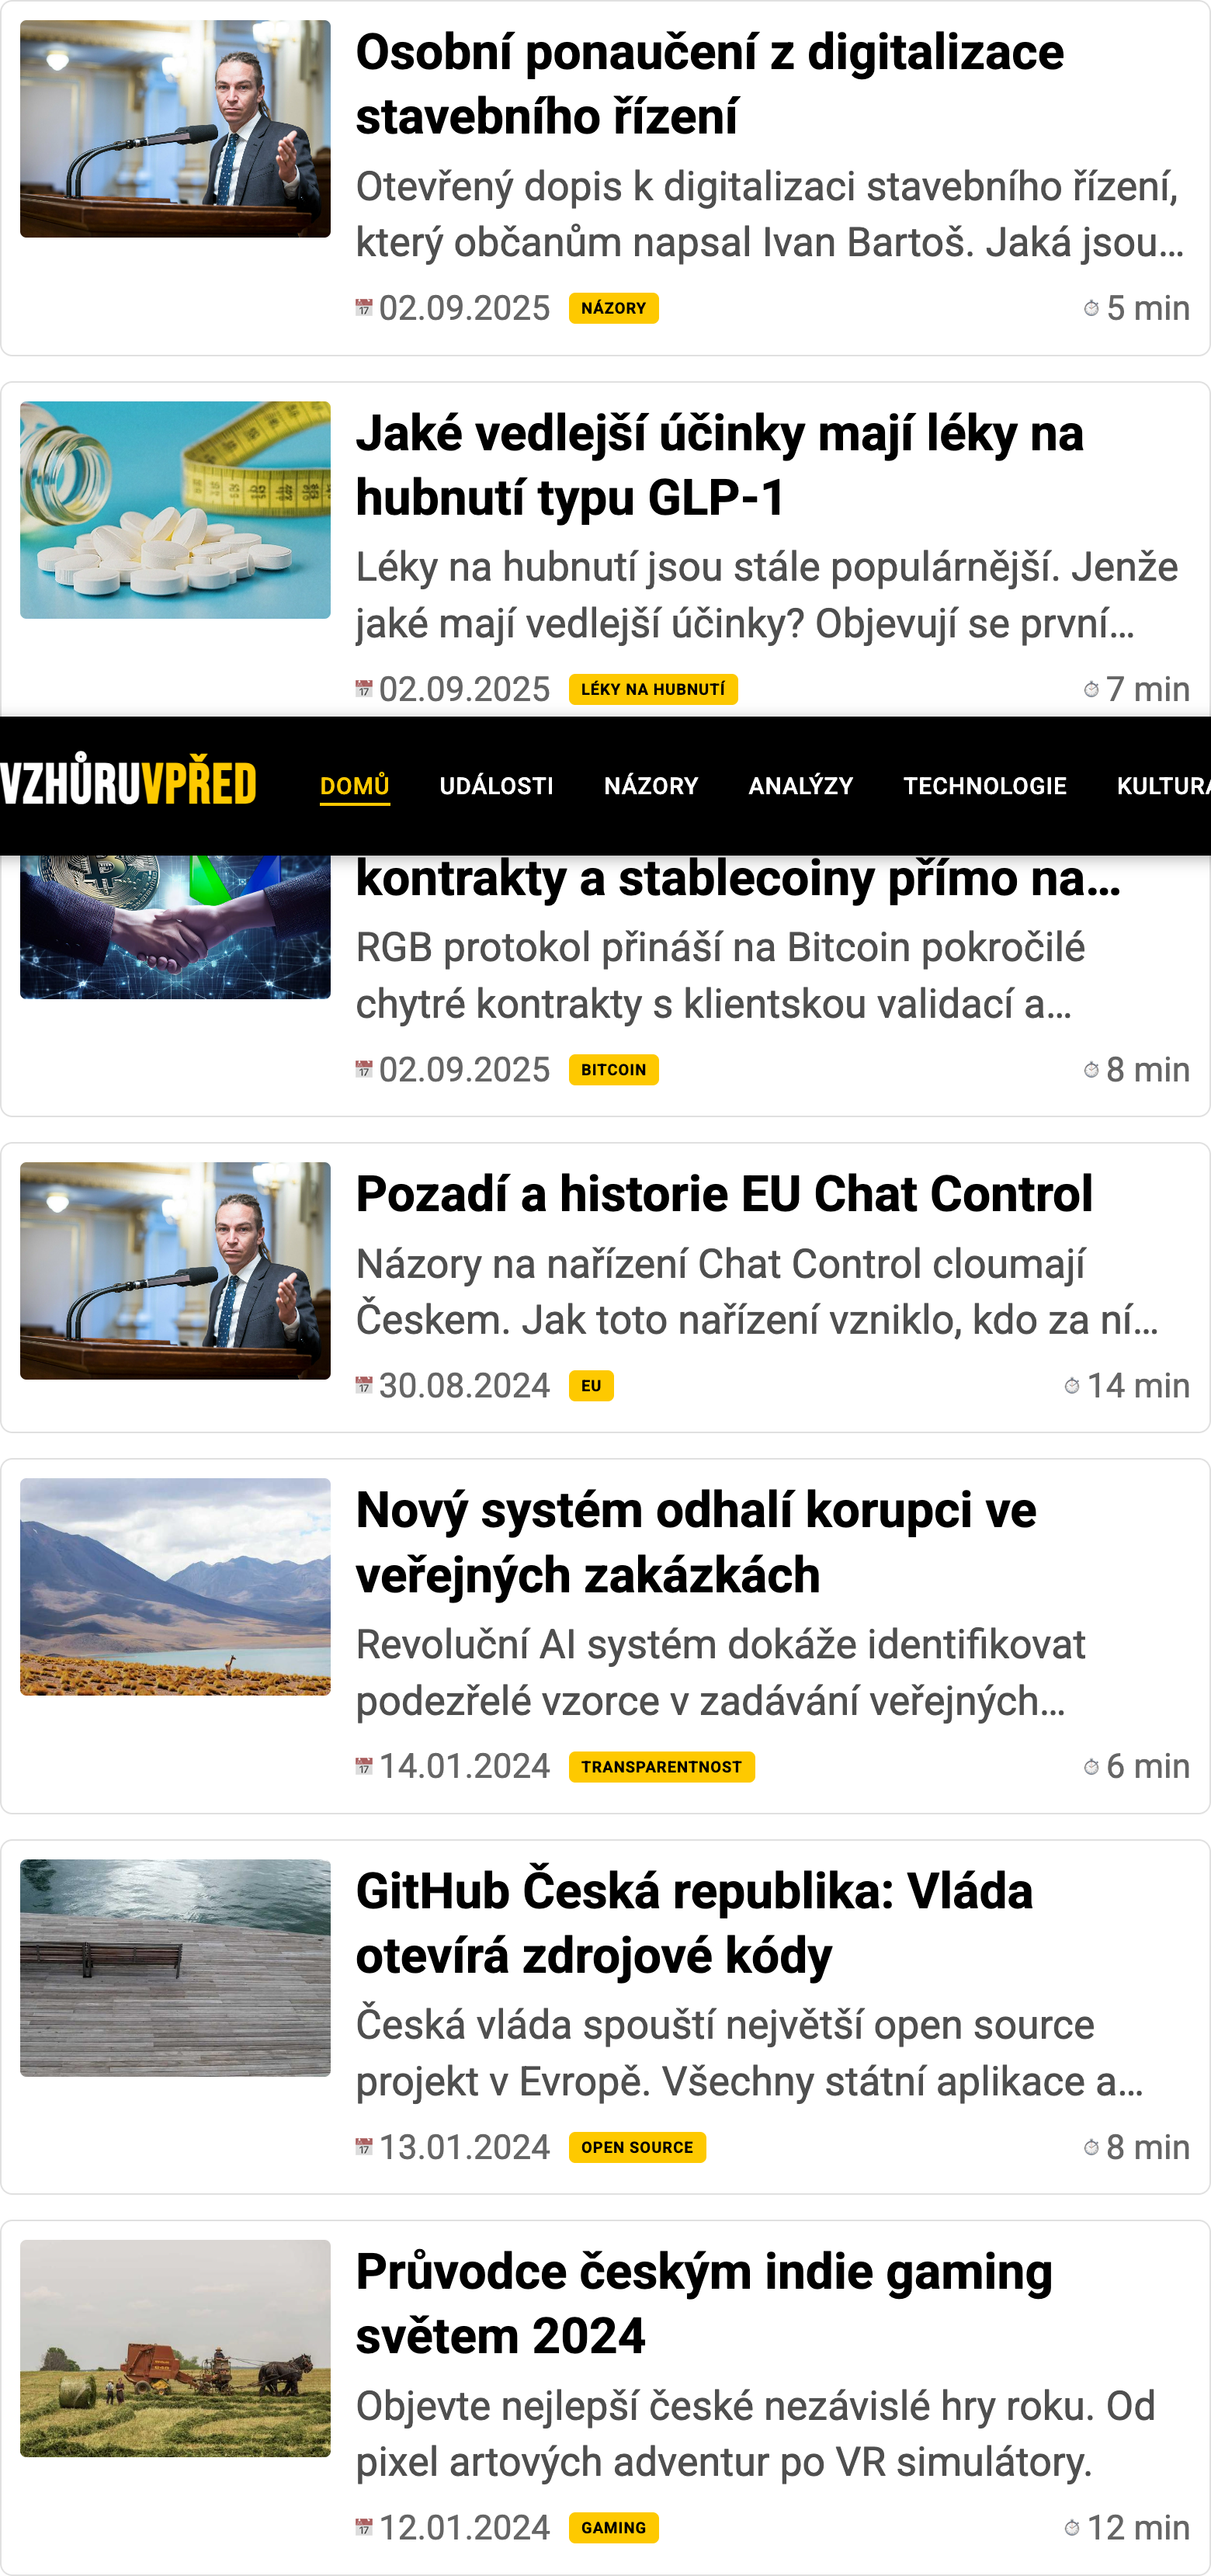 Osobní ponaučení z digitalizace
stavebního řízení
Otevřený dopis k digitalizaci stavebního řízení,
který občanům napsal Ivan Bartoš. Jaká jsou...
02.09.2025 NÁZORY 5 min
Jaké vedlejší účinky mají léky na
hubnutí typu GLP-1
Léky na hubnutí jsou stále populárnější. Jenže
jaké mají vedlejší účinky? Objevují se první...
02.09.2025 LÉKY NA HUBNUTÍ 7 min
VZHŮRUVPŘED DOMŮ UDÁLOSTI NÁZORY ANALÝZY TECHNOLOGIE KULTURA
kontrakty a stablecoiny přímo na...
RGB protokol přináší na Bitcoin pokročilé
chytré kontrakty s klientskou validací a...
02.09.2025 BITCOIN 8 min
Pozadí a historie EU Chat Control
Názory na nařízení Chat Control cloumají
Českem. Jak toto nařízení vzniklo, kdo za ní...
30.08.2024 EU 14 min
Nový systém odhalí korupci ve
veřejných zakázkách
Revoluční AI systém dokáže identifikovat
podezřelé vzorce v zadávání veřejných...
14.01.2024 TRANSPARENTNOST 6 min
GitHub Česká republika: Vláda
otevírá zdrojové kódy
Česká vláda spouští největší open source
projekt v Evropě. Všechny státní aplikace a...
13.01.2024 OPEN SOURCE 8 min
Průvodce českým indie gaming
světem 2024
Objevte nejlepší české nezávislé hry roku. Od
pixel artových adventur po VR simulátory.
12.01.2024 GAMING 12 min